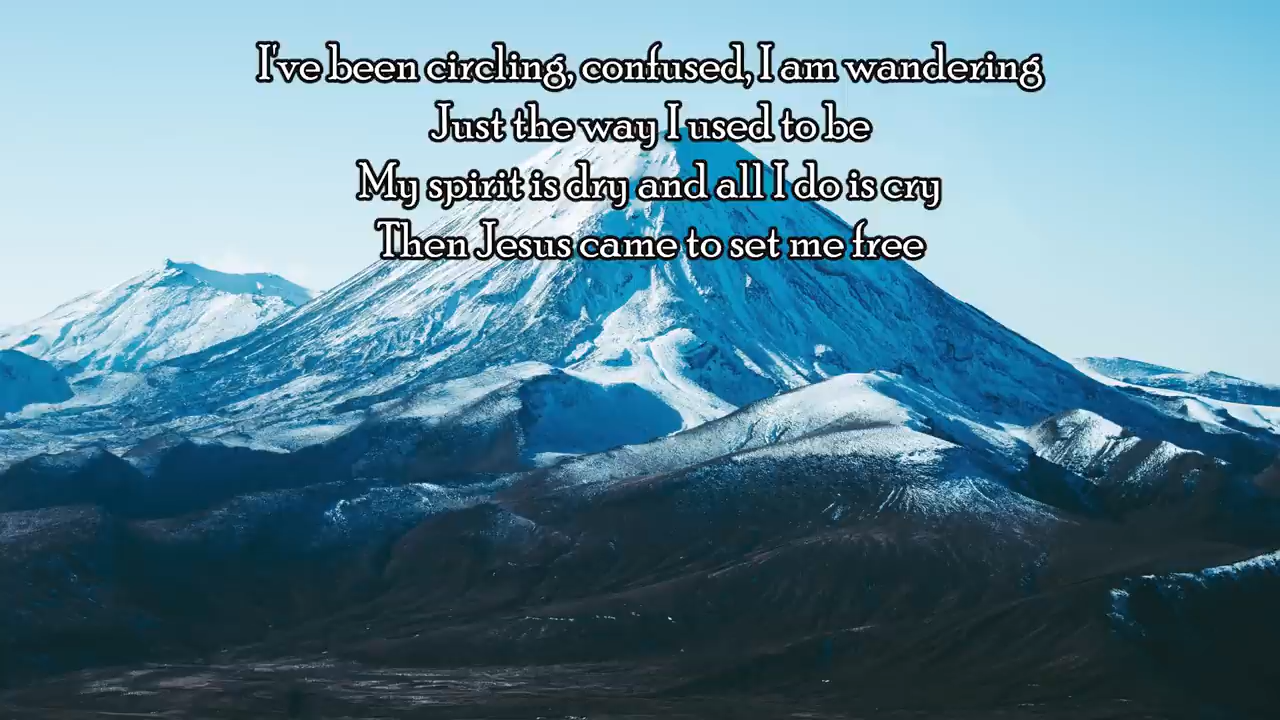 I've been circling, confused, I am wandering
Just the way I used to be
My spirit is dry and all I do is cry
Then Jesus came to set me free